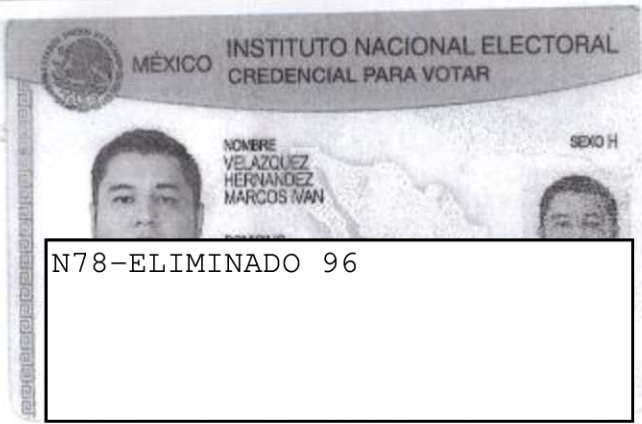 MÉXICO
INSTITUTO NACIONAL ELECTORAL
CREDENCIAL PARA VOTAR
NOMBRE
VELAZQUEZ
HERNANDEZ
MARCOS IVAN
SEXO H
N78-ELIMINADO 96